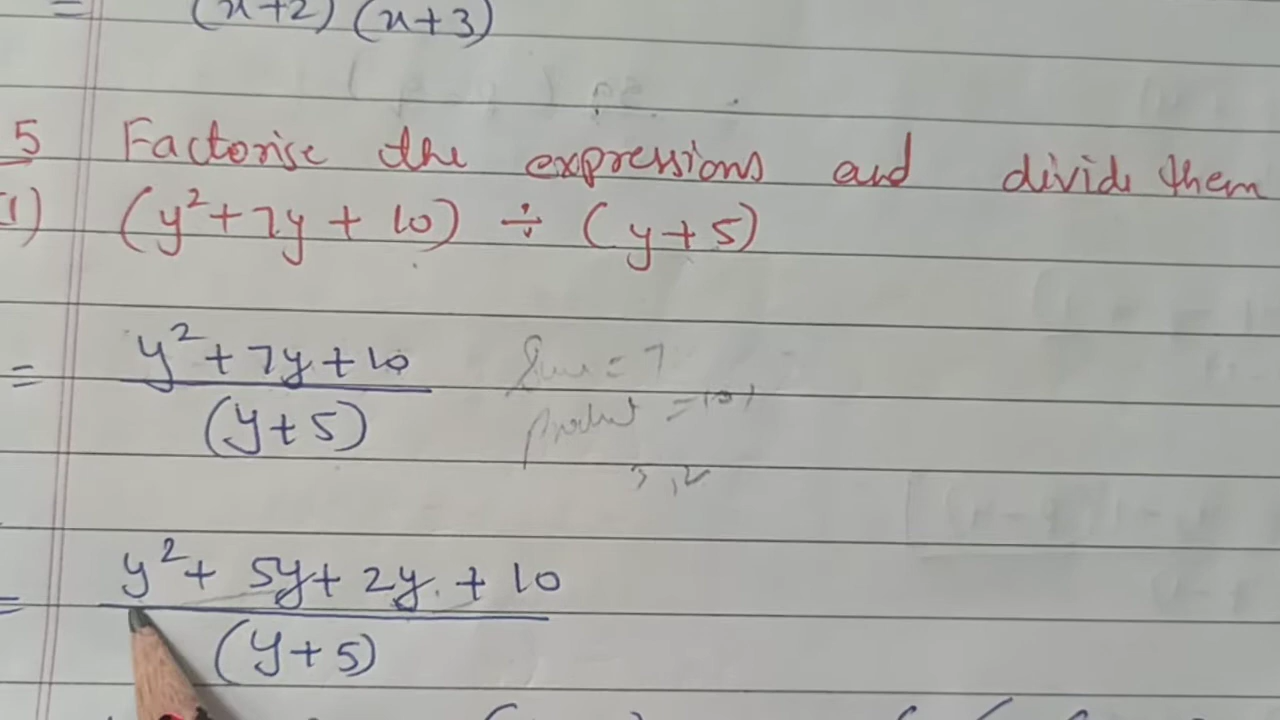 = (x+2) (x+3)
5 Factorise the expressions and divide them
1) (y²+7y+10) ÷ (y+5)
= y²+7y+10 Sum = 7
(y+5) product = 10
, 2
= y²+ 5y+ 2y + 10
(y+5)